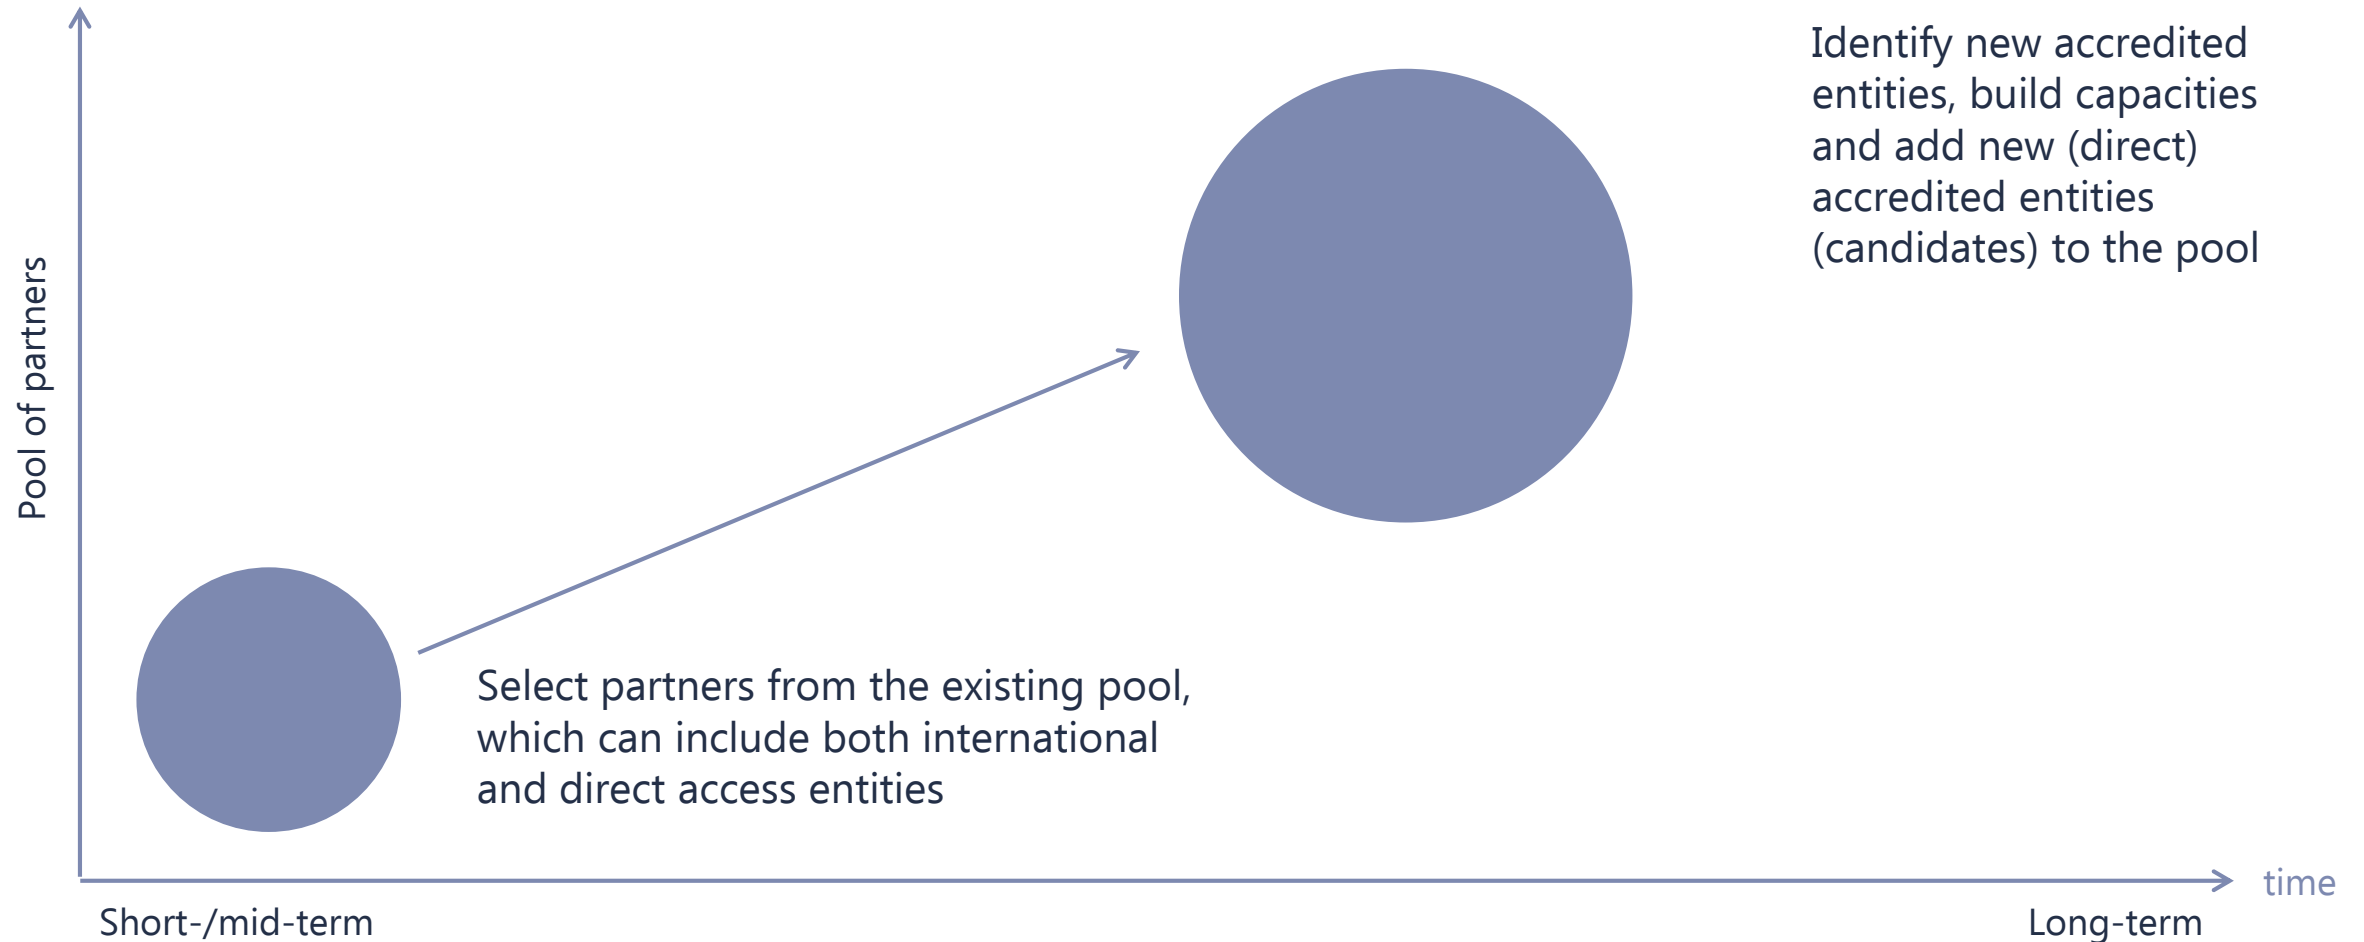 Identify new accredited
entities, build capacities
and add new (direct)
accredited entities
(candidates) to the pool
Pool of partners
Select partners from the existing pool,
which can include both international
and direct access entities
time
Short-/mid-term
Long-term